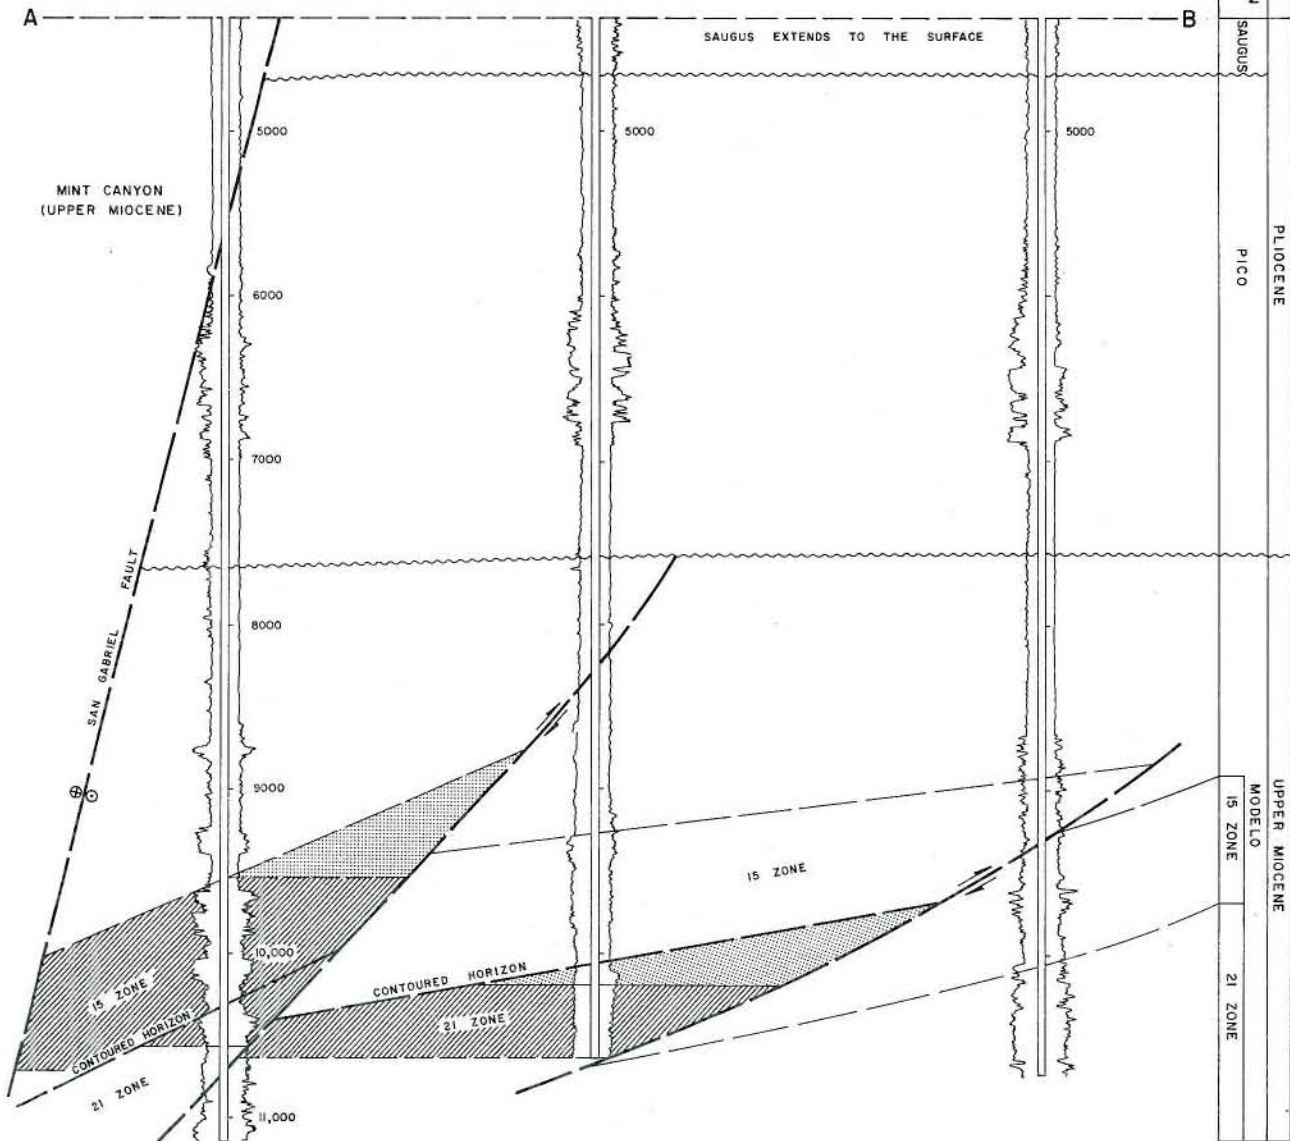 A
B
SAUGUS EXTENDS TO THE SURFACE
SAUGUS
5000
5000
5000
MINT CANYON
(UPPER MIOCENE)
PICO
PLIOCENE
6000
7000
SAN GABRIEL FAULT
8000
9000
15 ZONE
MODELO
UPPER MIOCENE
15 ZONE
10,000
15 ZONE
CONTOURED HORIZON
21 ZONE
21 ZONE
CONTOURED HORIZON
21 ZONE
11,000